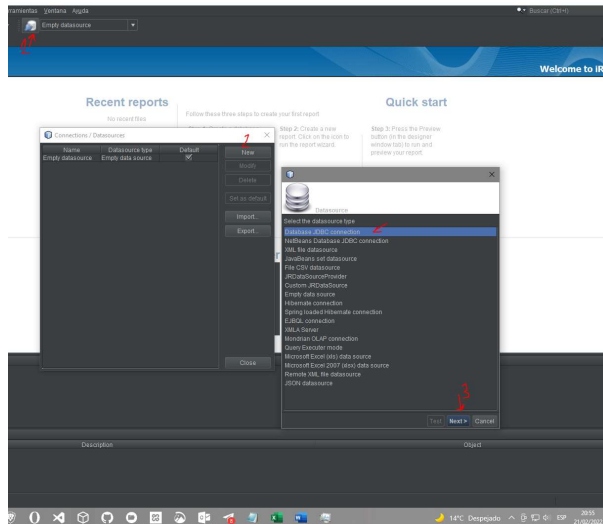 rramientas Ventana Ayuda
Buscar (Ctrl+I)
Empty datasource
Welcome to iR
Recent reports
No recent files
Follow these three steps to create your first report
Quick start
Step 2: Create a new
report. Click on the icon to
run the report wizard.
Step 3: Press the Preview
button on the designer
window tab) to run and
preview your report.
Connections / Datasources
Name Datasource type Default
Empty datasource Empty data source
1
New
Modify
Delete
Set as default
Import..
Export..
Close
Datasource
Select the datasource type
Database JDBC connection
NetBeans Database JDBC connection
XML file datasource
JavaBeans set datasource
File CSV datasource
JRDataSourceProvider
Custom JRDataSource
Empty data source
Hibernate connection
Spring loaded Hibernate connection
EJBQL connection
XMLA Server
Mondrian OLAP connection
Query Executer mode
Microsoft Excel (xls) data source
Microsoft Excel 2007 (xlsx) data source
Remote XML file datasource
JSON datasource
3
Test Next > Cancel
Description Object
14°C Despejado
ESP
20:55
21/02/2022